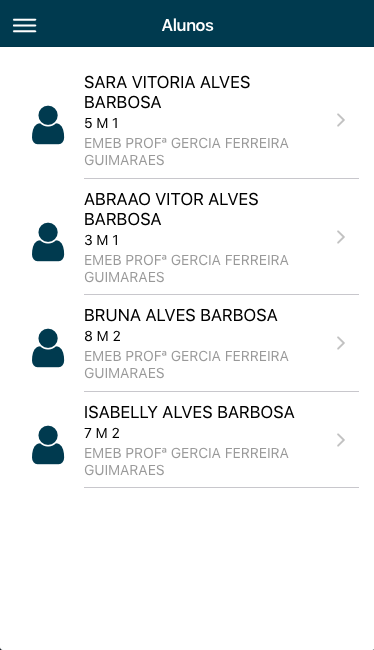 Alunos
SARA VITORIA ALVES
BARBOSA
5 M 1
EMEB PROFª GERCIA FERREIRA
GUIMARAES
ABRAAO VITOR ALVES
BARBOSA
3 M 1
EMEB PROFª GERCIA FERREIRA
GUIMARAES
BRUNA ALVES BARBOSA
8 M 2
EMEB PROFª GERCIA FERREIRA
GUIMARAES
ISABELLY ALVES BARBOSA
7 M 2
EMEB PROFª GERCIA FERREIRA
GUIMARAES